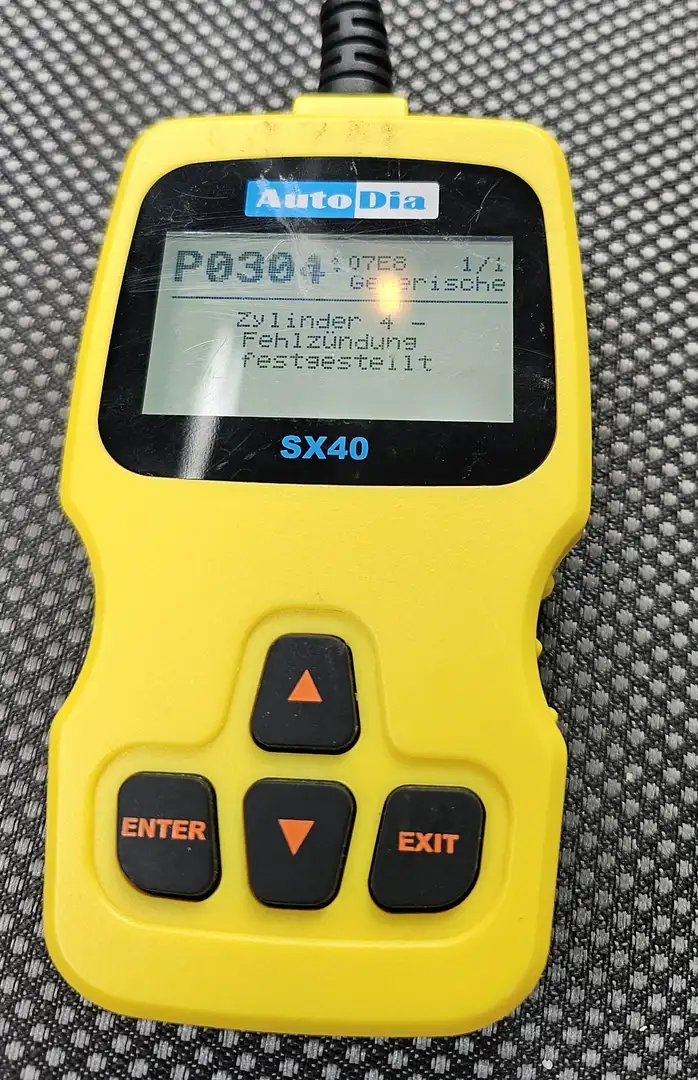 AutoDia
P0304 :07E8 1/1
Generische
Zylinder 4 -
Fehlzündung
festgestellt
SX40
ENTER
EXIT